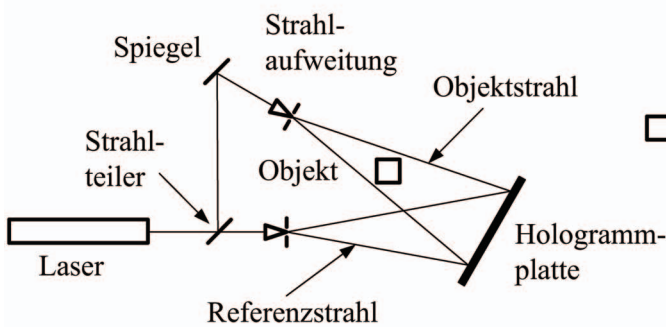 Spiegel
Strahl-
aufweitung
Objektstrahl
Strahl-
teiler
Objekt
Laser
Hologramm-
platte
Referenzstrahl